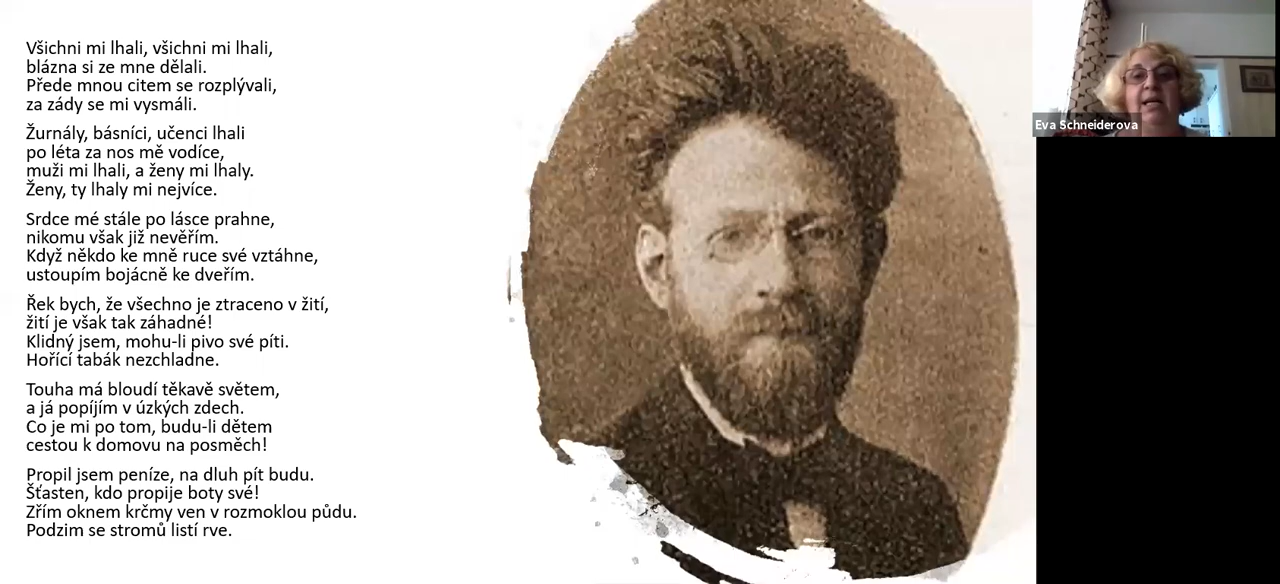 Všichni mi lhali, všichni mi lhali,
blázna si ze mne dělali.
Přede mnou citem se rozplývali,
za zády se mi vysmáli.
Žurnály, básníci, učenci lhali
po léta za nos mě vodíce,
muži mi lhali, a ženy mi lhaly.
Ženy, ty lhaly mi nejvíce.
Srdce mé stále po lásce prahne,
nikomu však již nevěřím.
Když někdo ke mně ruce své vztáhne,
ustoupím bojácně ke dveřím.
Řek bych, že všechno je ztraceno v žití,
žití je však tak záhadné!
Klidný jsem, mohu-li pivo své píti.
Hořící tabák nezchladne.
Touha má bloudí těkavě světem,
a já popíjím v úzkých zdech.
Co je mi po tom, budu-li dětem
cestou k domovu na posměch!
Propil jsem peníze, na dluh pít budu.
Šťasten, kdo propije boty své!
Zřím oknem krčmy ven v rozmoklou půdu.
Podzim se stromů listí rve.
Eva Schneiderova